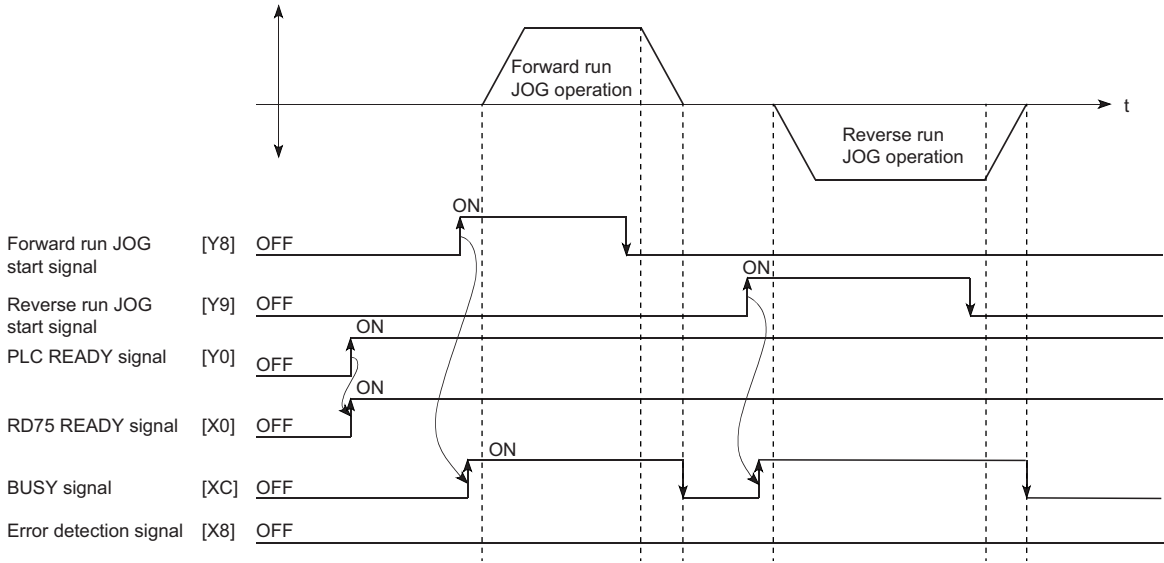 Forward run
JOG operation
t
Reverse run
JOG operation
ON
Forward run JOG [Y8] OFF
start signal
ON
Reverse run JOG [Y9] OFF
start signal
ON
PLC READY signal [Y0] OFF
ON
RD75 READY signal [X0] OFF
ON
BUSY signal [XC] OFF
Error detection signal [X8] OFF